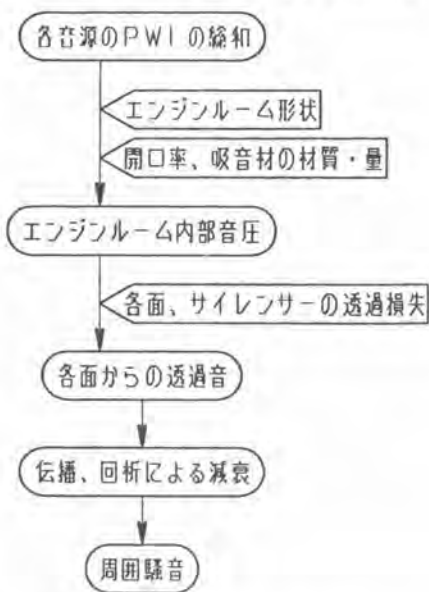 各音源のPWLの総和
エンジンルーム形状
開口率、吸音材の材質・量
エンジンルーム内部音圧
各面、サイレンサーの透過損失
各面からの透過音
伝播、回析による減衰
周囲騒音